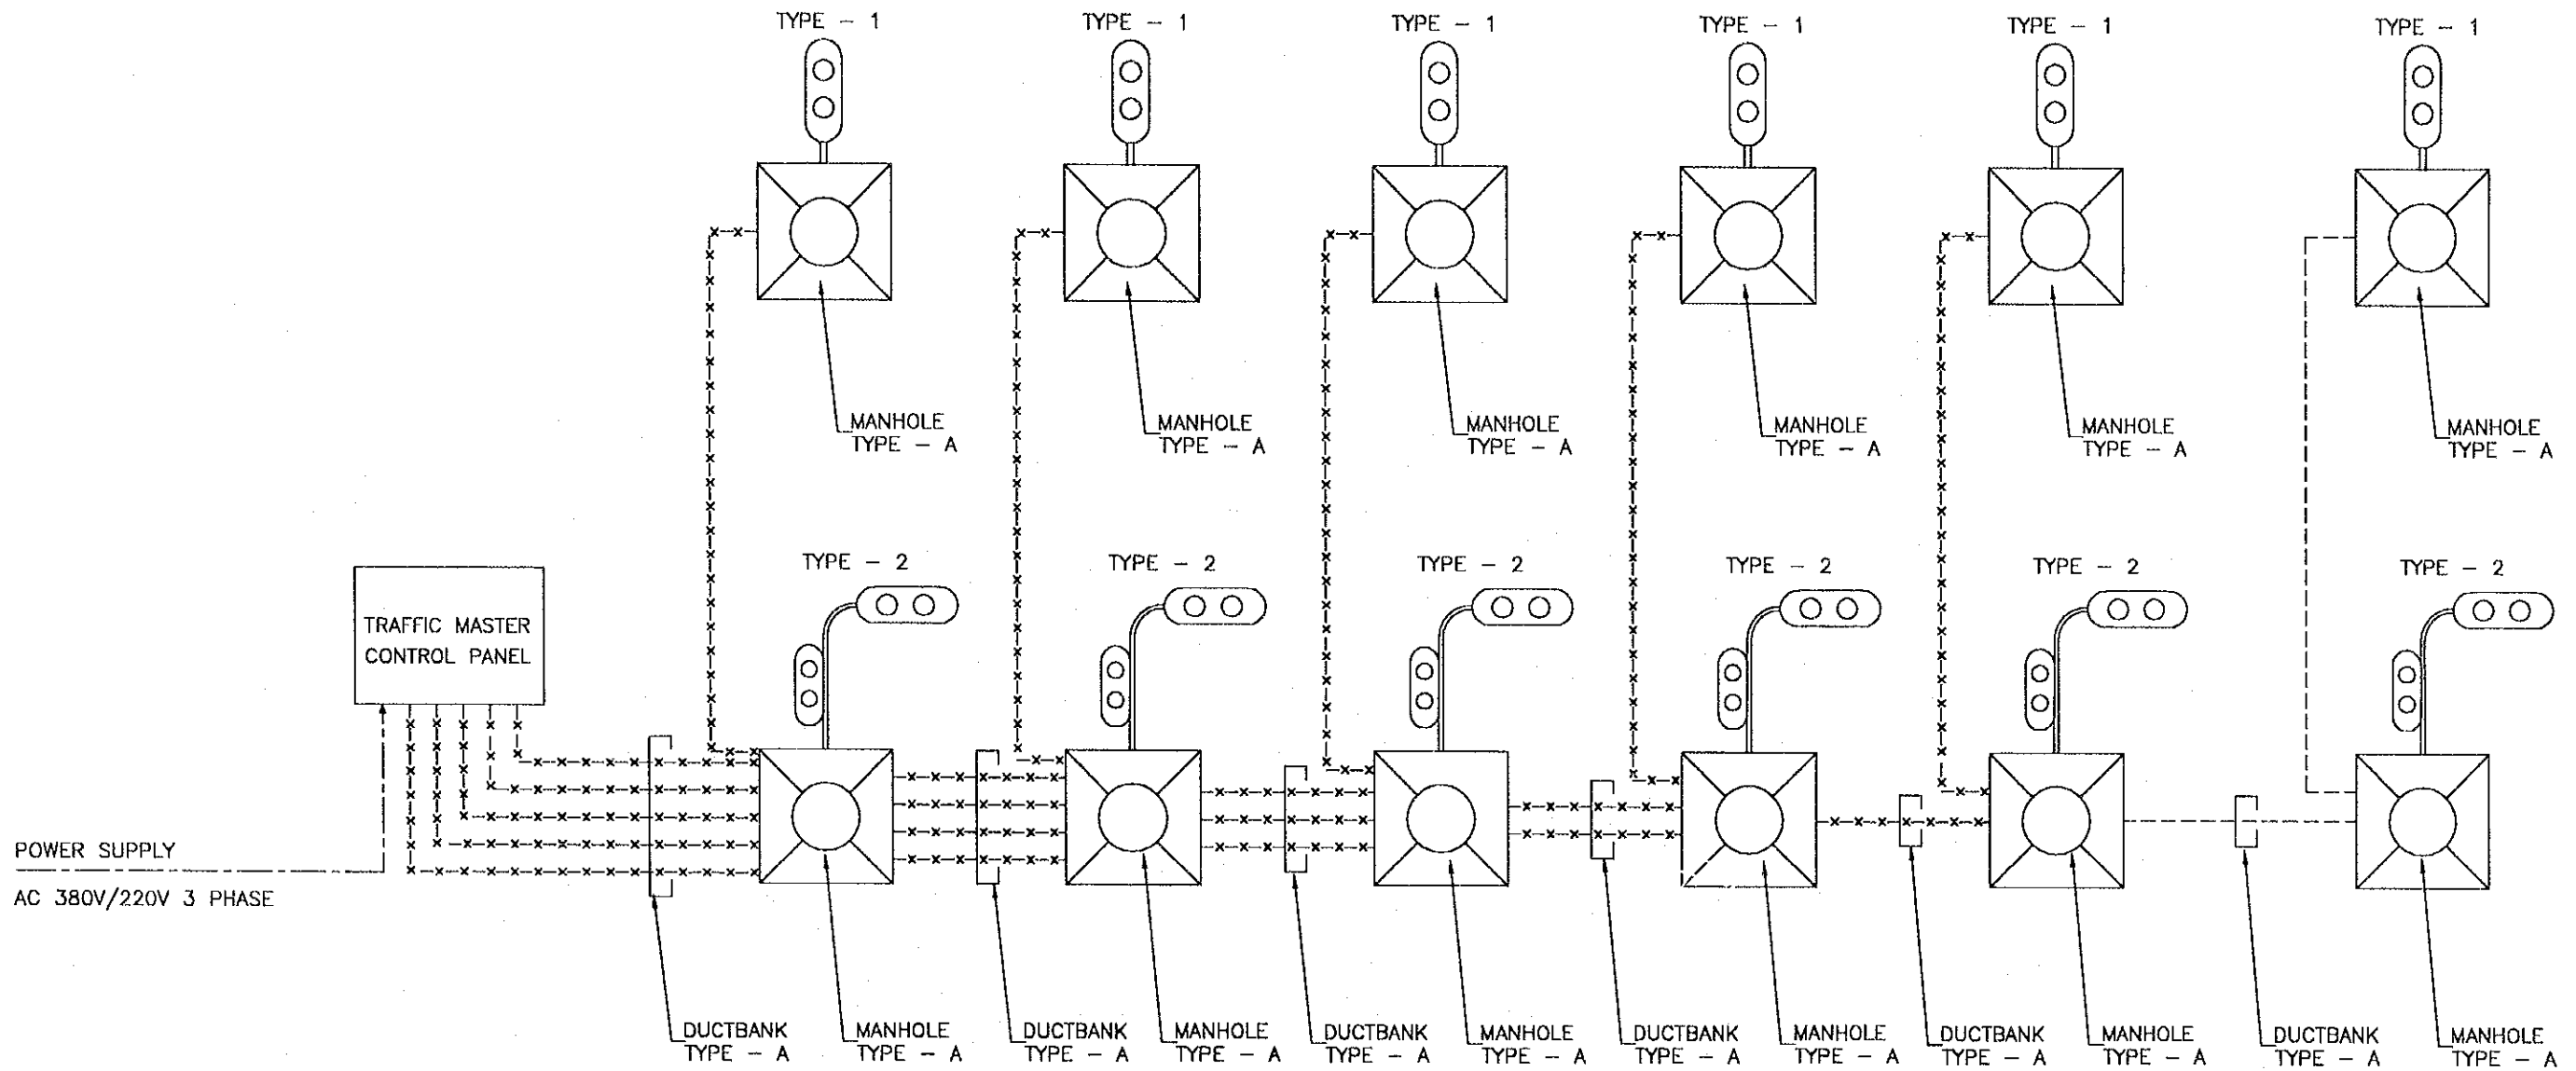 TYPE - 1
TYPE - 1
TYPE - 1
TYPE - 1
TYPE - 1
TYPE - 1
MANHOLE
TYPE - A
MANHOLE
TYPE - A
MANHOLE
TYPE - A
MANHOLE
TYPE - A
MANHOLE
TYPE - A
MANHOLE
TYPE - A
TYPE - 2
TYPE - 2
TYPE - 2
TYPE - 2
TYPE - 2
TYPE - 2
TRAFFIC MASTER
CONTROL PANEL
POWER SUPPLY
AC 380V/220V 3 PHASE
DUCTBANK
TYPE - A
MANHOLE
TYPE - A
DUCTBANK
TYPE - A
MANHOLE
TYPE - A
DUCTBANK
TYPE - A
MANHOLE
TYPE - A
DUCTBANK
TYPE - A
MANHOLE
TYPE - A
DUCTBANK
TYPE - A
MANHOLE
TYPE - A
DUCTBANK
TYPE - A
MANHOLE
TYPE - A